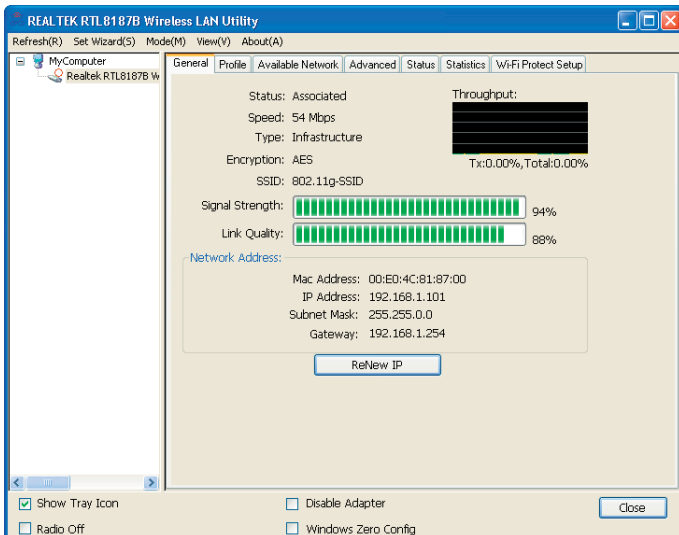 REALTEK RTL8187B Wireless LAN Utility
Refresh(R) Set Wizard(S) Mode(M) View(V) About(A)
MyComputer
Realtek RTL8187B W
General Profile Available Network Advanced Status Statistics Wi-Fi Protect Setup
Status: Associated
Speed: 54 Mbps
Type: Infrastructure
Encryption: AES
SSID: 802.11g-SSID
Throughput:
Tx:0.00%,Total:0.00%
Signal Strength: 94%
Link Quality: 88%
Network Address:
Mac Address: 00:E0:4C:81:87:00
IP Address: 192.168.1.101
Subnet Mask: 255.255.0.0
Gateway: 192.168.1.254
ReNew IP
Show Tray Icon
Radio Off
Disable Adapter
Windows Zero Config
Close